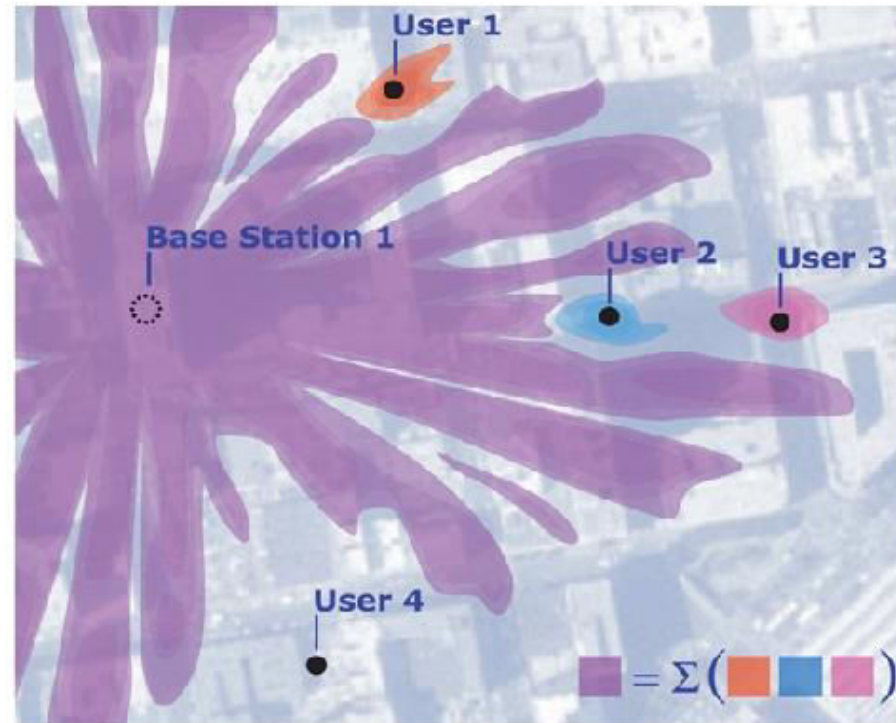 User 1
Base Station 1
User 2
User 3
User 4
= Σ ( )